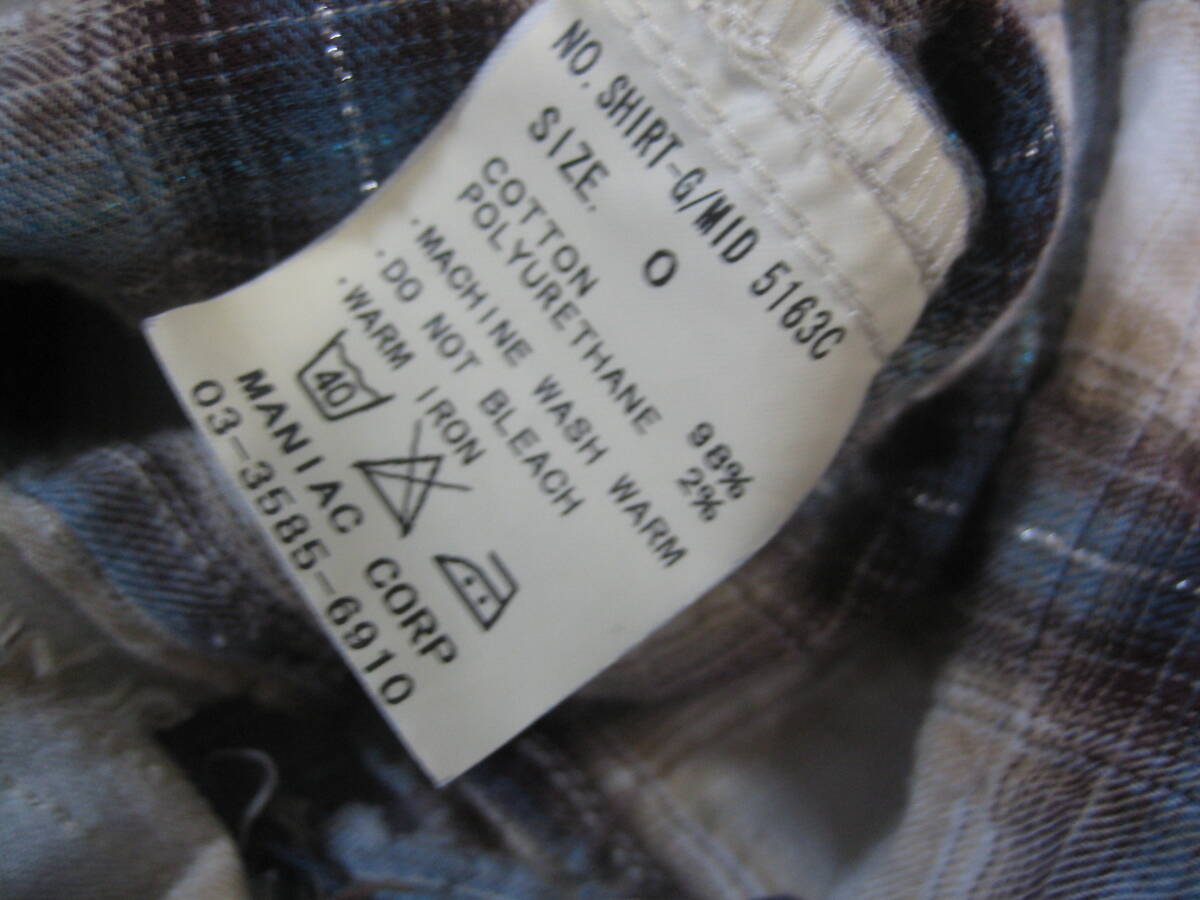 NO. SHIRT-G/MID 5163C
SIZE. 0
COTTON 98%
POLYURETHANE 2%
·MACHINE WASH WARM
·DO NOT BLEACH
·WARM IRON
40
MANIAC CORP
03-3585-6910